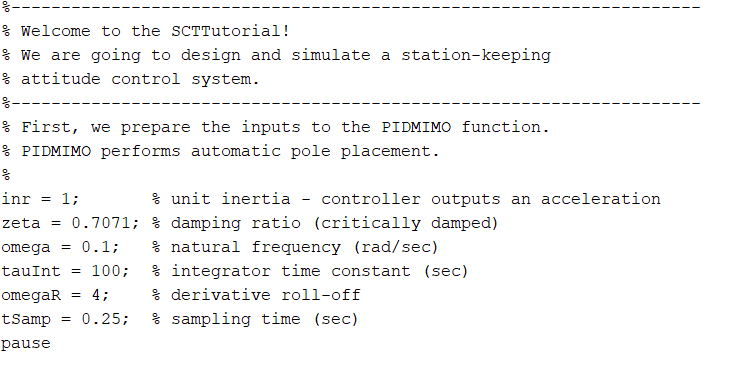 %---------------------------------------------------------------------
% Welcome to the SCTTutorial!
% We are going to design and simulate a station-keeping
% attitude control system.
%---------------------------------------------------------------------
% First, we prepare the inputs to the PIDMIMO function.
% PIDMIMO performs automatic pole placement.
%
inr = 1;       % unit inertia - controller outputs an acceleration
zeta = 0.7071; % damping ratio (critically damped)
omega = 0.1;   % natural frequency (rad/sec)
tauInt = 100;  % integrator time constant (sec)
omegaR = 4;    % derivative roll-off
tSamp = 0.25;  % sampling time (sec)
pause